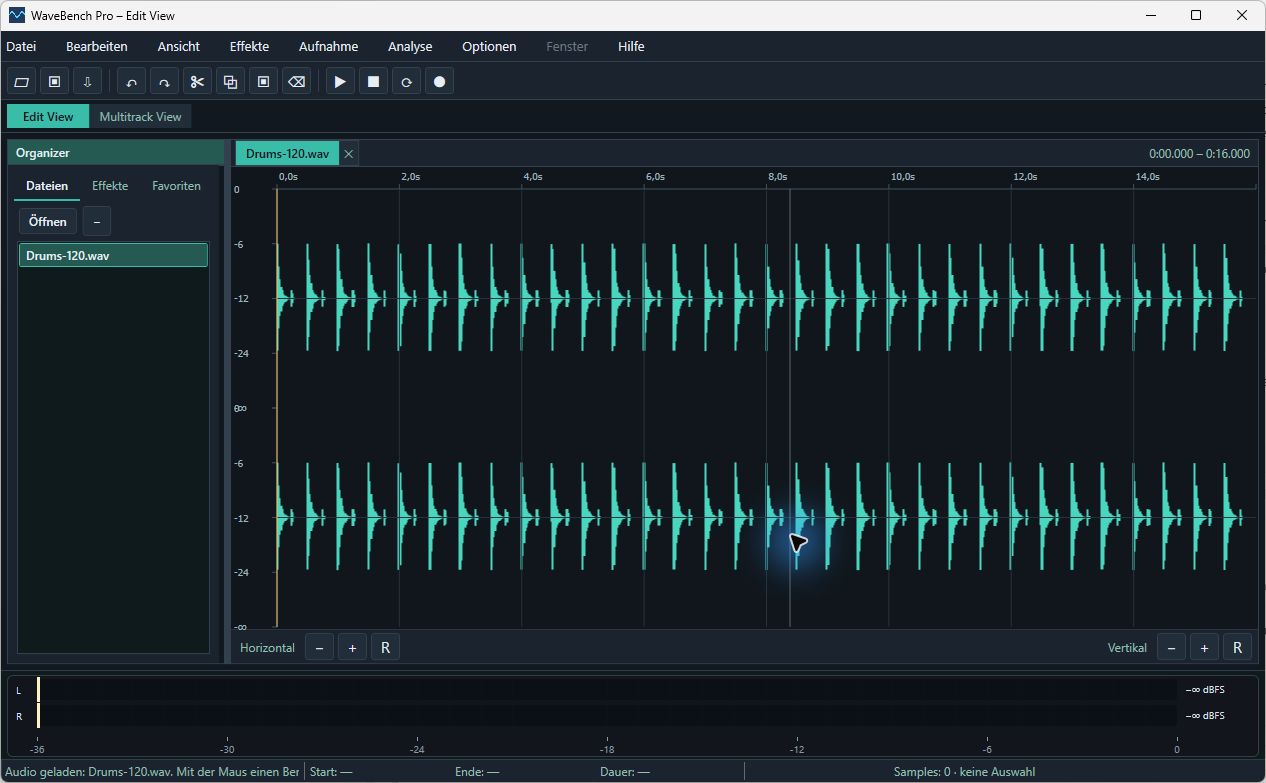 WaveBench Pro – Edit View
Datei Bearbeiten Ansicht Effekte Aufnahme Analyse Optionen Fenster Hilfe
Edit View Multitrack View
Organizer
Drums-120.wav
0:00.000 – 0:16.000
Dateien Effekte Favoriten
Öffnen –
Drums-120.wav
0,0s 2,0s 4,0s 6,0s 8,0s 10,0s 12,0s 14,0s
0
-6
-12
-24
-6
-12
-24
-∞
Horizontal – + R
Vertikal – + R
L
–∞ dBFS
R
–∞ dBFS
-36 -30 -24 -18 -12 -6 0
Audio geladen: Drums-120.wav. Mit der Maus einen Ber
Start: —
Ende: —
Dauer: —
Samples: 0 · keine Auswahl